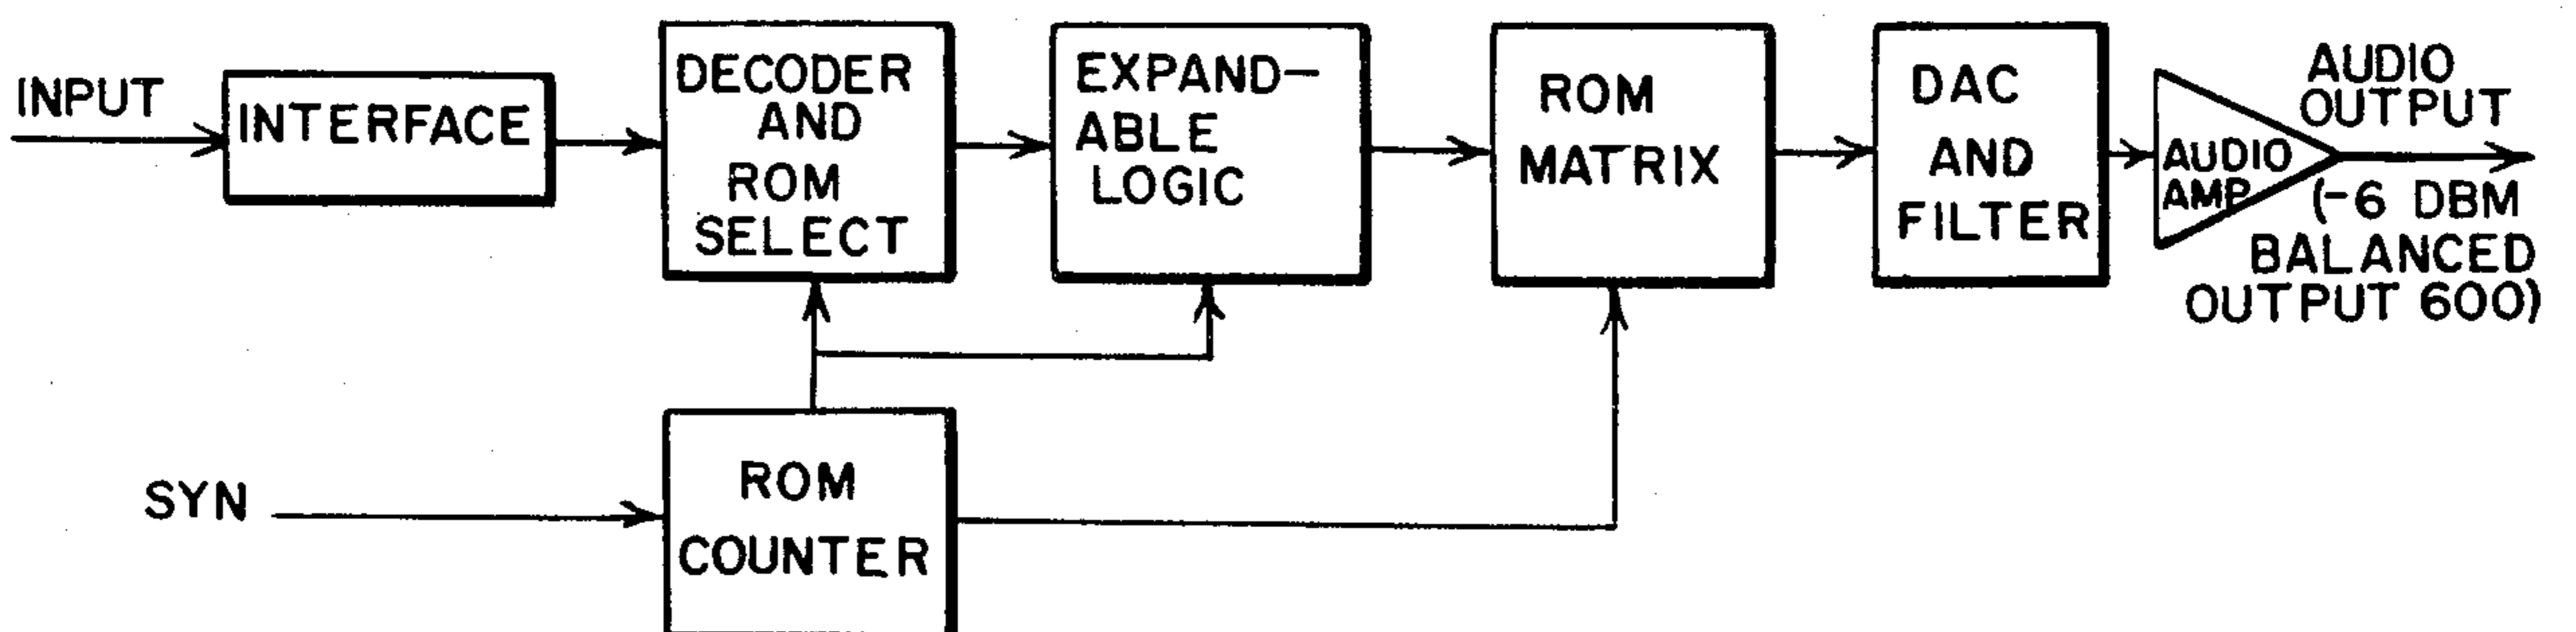 INPUT
INTERFACE
DECODER
AND
ROM
SELECT
EXPAND-
ABLE
LOGIC
ROM
MATRIX
DAC
AND
FILTER
AUDIO
AMP
AUDIO
OUTPUT
(-6 DBM
BALANCED
OUTPUT 600)
SYN
ROM
COUNTER